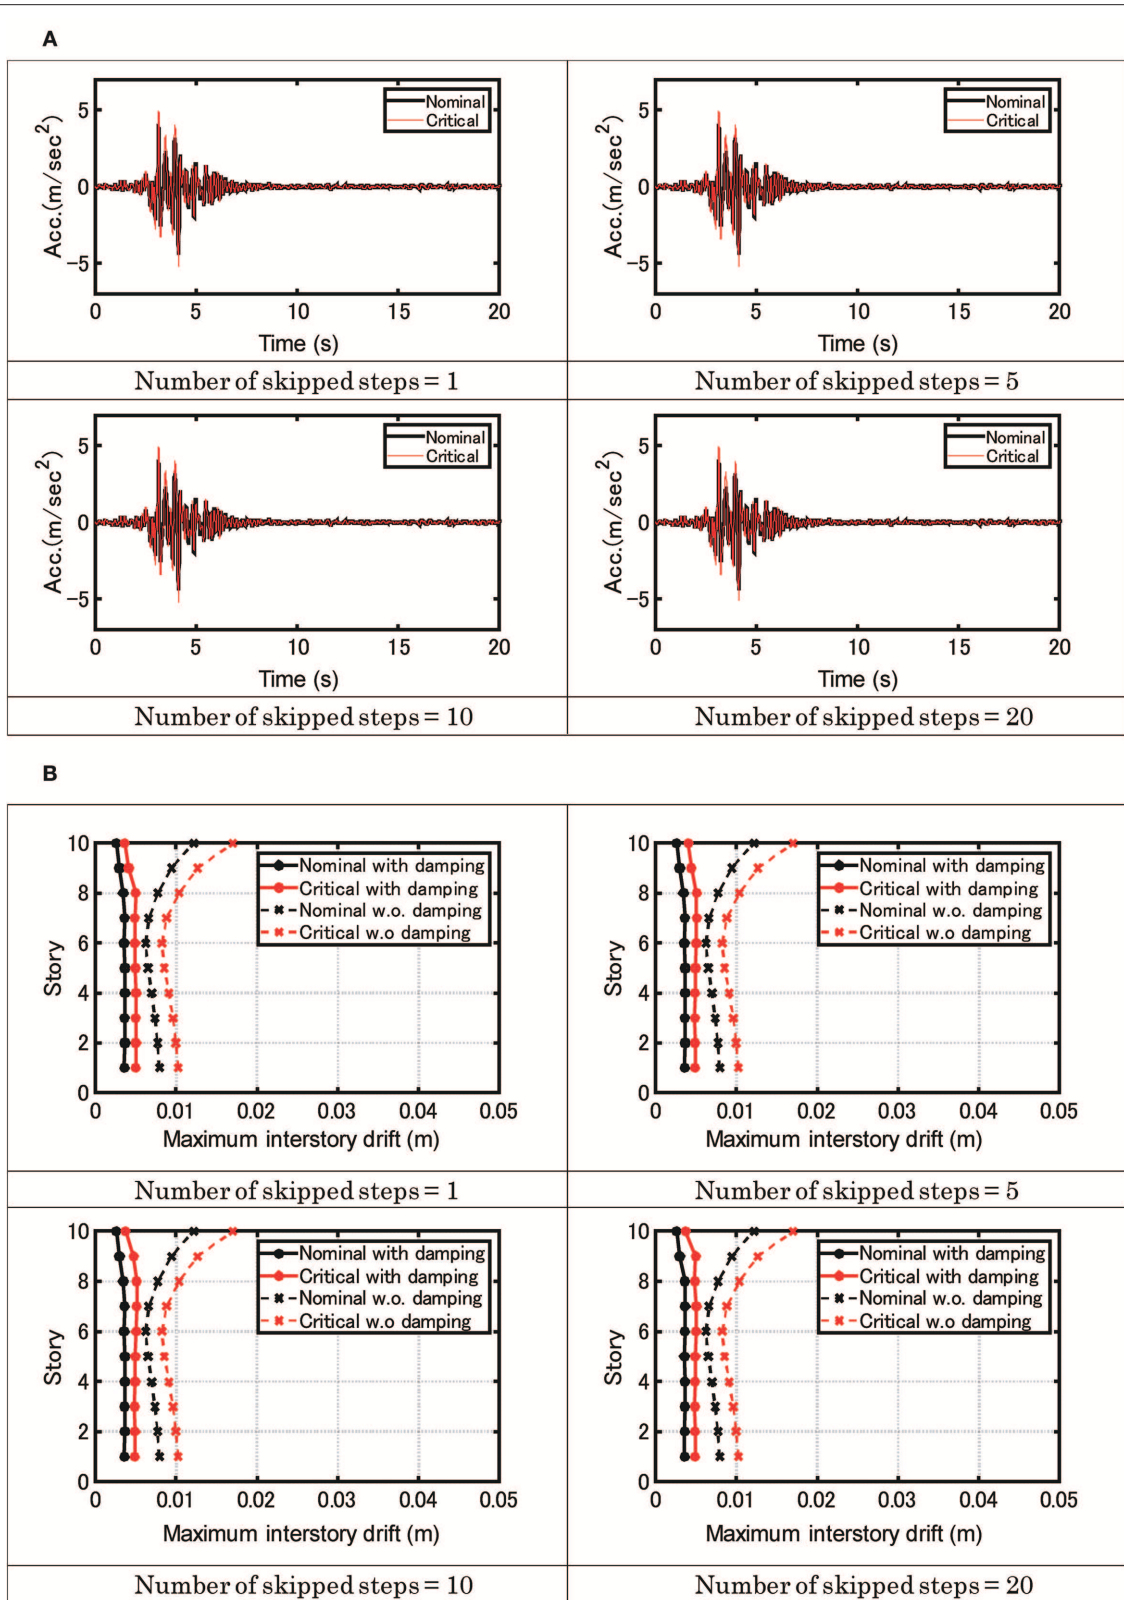 A
5
0
−5
Acc.(m/sec²)
Nominal
Critical
0 5 10 15 20
Time (s)
Number of skipped steps = 1
5
0
−5
Acc.(m/sec²)
Nominal
Critical
0 5 10 15 20
Time (s)
Number of skipped steps = 5
5
0
−5
Acc.(m/sec²)
Nominal
Critical
0 5 10 15 20
Time (s)
Number of skipped steps = 10
5
0
−5
Acc.(m/sec²)
Nominal
Critical
0 5 10 15 20
Time (s)
Number of skipped steps = 20
B
10
8
6
4
2
0
Story
Nominal with damping
Critical with damping
Nominal w.o. damping
Critical w.o damping
0 0.01 0.02 0.03 0.04 0.05
Maximum interstory drift (m)
Number of skipped steps = 1
10
8
6
4
2
0
Story
Nominal with damping
Critical with damping
Nominal w.o. damping
Critical w.o damping
0 0.01 0.02 0.03 0.04 0.05
Maximum interstory drift (m)
Number of skipped steps = 5
10
8
6
4
2
0
Story
Nominal with damping
Critical with damping
Nominal w.o. damping
Critical w.o damping
0 0.01 0.02 0.03 0.04 0.05
Maximum interstory drift (m)
Number of skipped steps = 10
10
8
6
4
2
0
Story
Nominal with damping
Critical with damping
Nominal w.o. damping
Critical w.o damping
0 0.01 0.02 0.03 0.04 0.05
Maximum interstory drift (m)
Number of skipped steps = 20